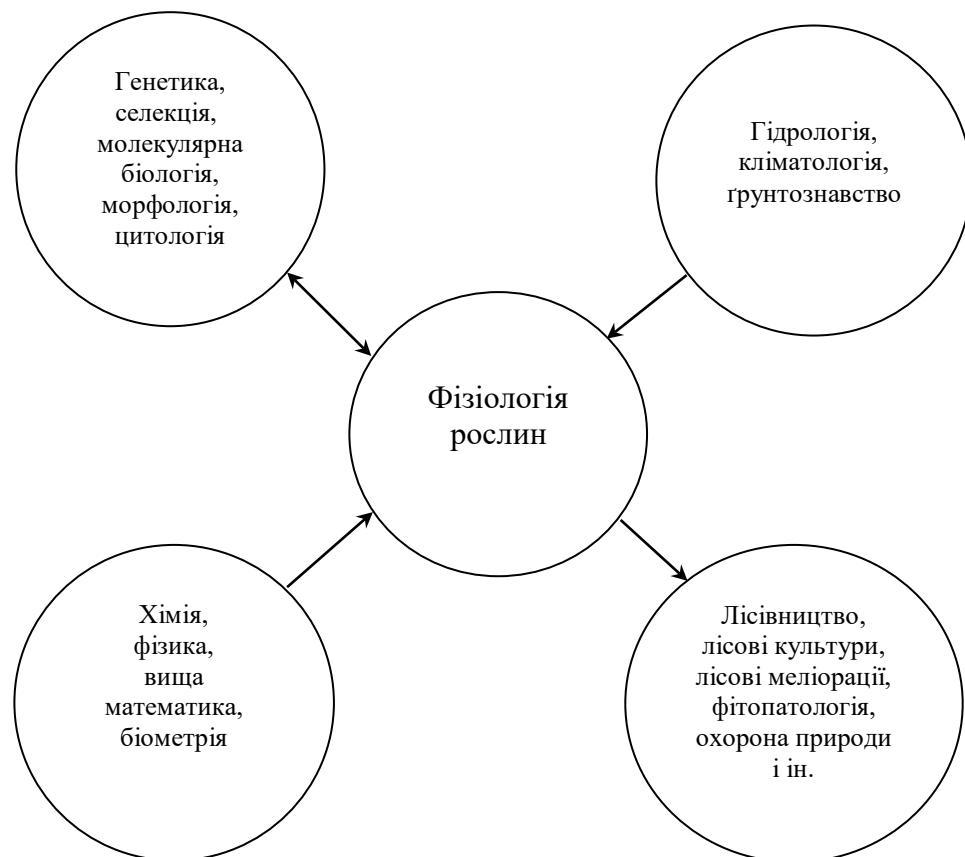 Генетика,
селекція,
молекулярна
біологія,
морфологія,
цитологія
Гідрологія,
кліматологія,
ґрунтознавство
Фізіологія
рослин
Хімія,
фізика,
вища
математика,
біометрія
Лісівництво,
лісові культури,
лісові меліорації,
фітопатологія,
охорона природи
і ін.